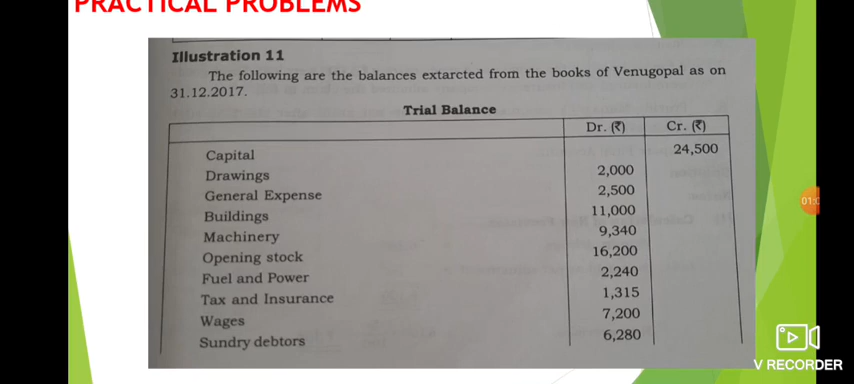 PRACTICAL PROBLEMS
Illustration 11
The following are the balances extarcted from the books of Venugopal as on
31.12.2017.
Trial Balance
Dr. (₹) Cr. (₹)
Capital 24,500
Drawings 2,000
General Expense 2,500
Buildings 11,000
Machinery 9,340
Opening stock 16,200
Fuel and Power 2,240
Tax and Insurance 1,315
Wages 7,200
Sundry debtors 6,280
V RECORDER